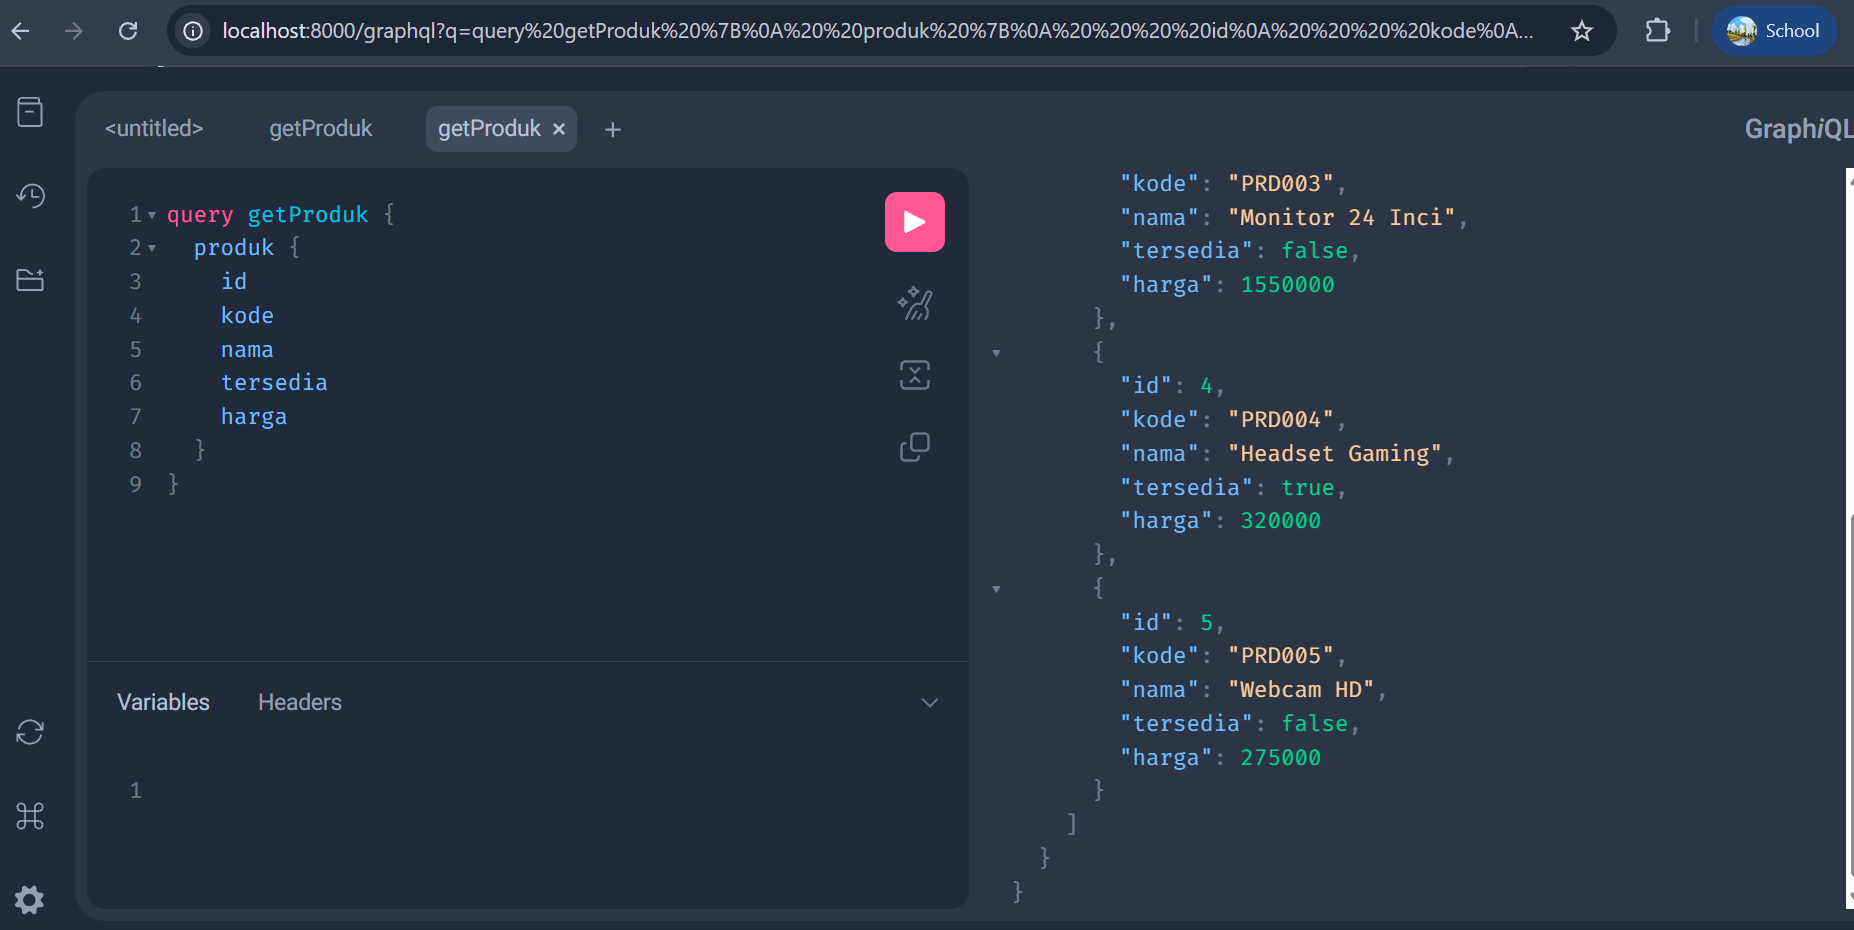 localhost:8000/graphql?q=query%20getProduk%20%7B%0A%20%20produk%20%7B%0A%20%20%20%20id%0A%20%20%20%20kode%0A...
School
<untitled>
getProduk
getProduk ×
+
GraphiQL
1 query getProduk {
2 produk {
3 id
4 kode
5 nama
6 tersedia
7 harga
8 }
9 }
Variables
Headers
1
"kode": "PRD003",
"nama": "Monitor 24 Inci",
"tersedia": false,
"harga": 1550000
},
{
"id": 4,
"kode": "PRD004",
"nama": "Headset Gaming",
"tersedia": true,
"harga": 320000
},
{
"id": 5,
"kode": "PRD005",
"nama": "Webcam HD",
"tersedia": false,
"harga": 275000
}
]
}
}